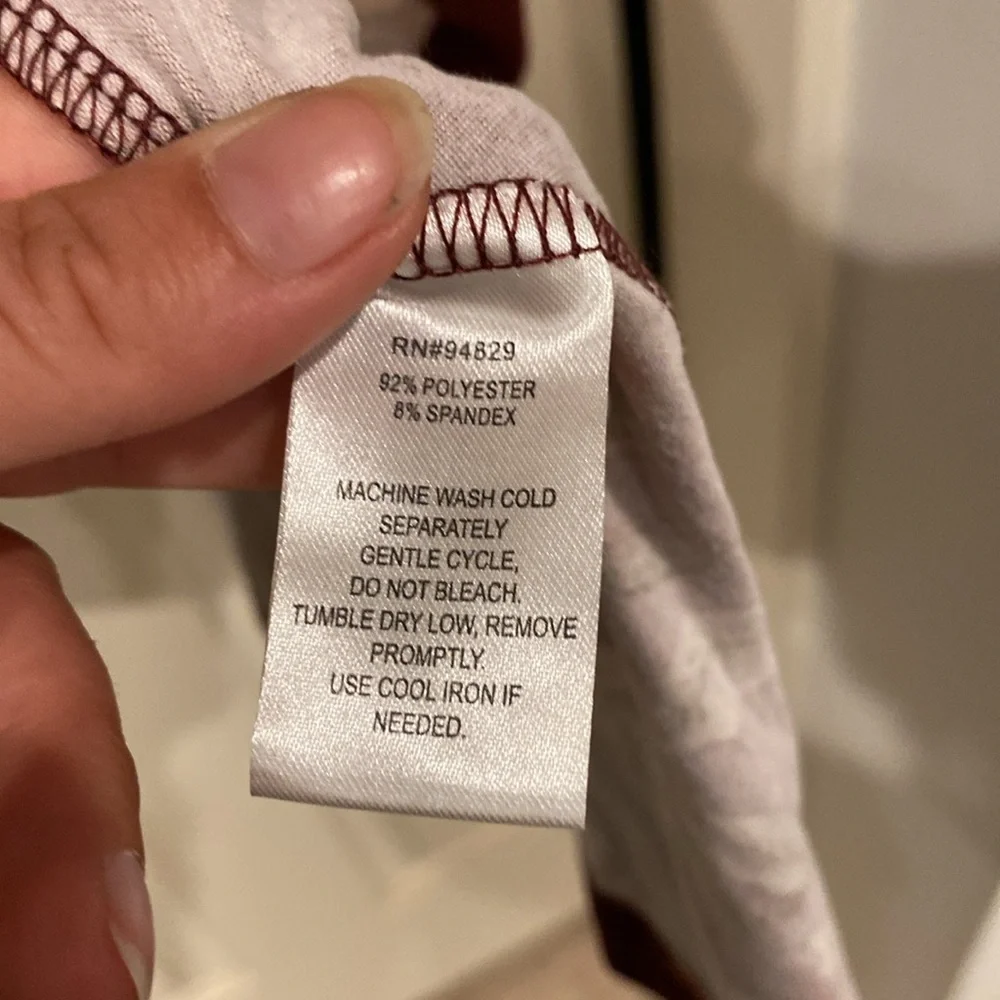 RN#94829
92% POLYESTER
8% SPANDEX
MACHINE WASH COLD
SEPARATELY
GENTLE CYCLE,
DO NOT BLEACH.
TUMBLE DRY LOW, REMOVE
PROMPTLY.
USE COOL IRON IF
NEEDED.